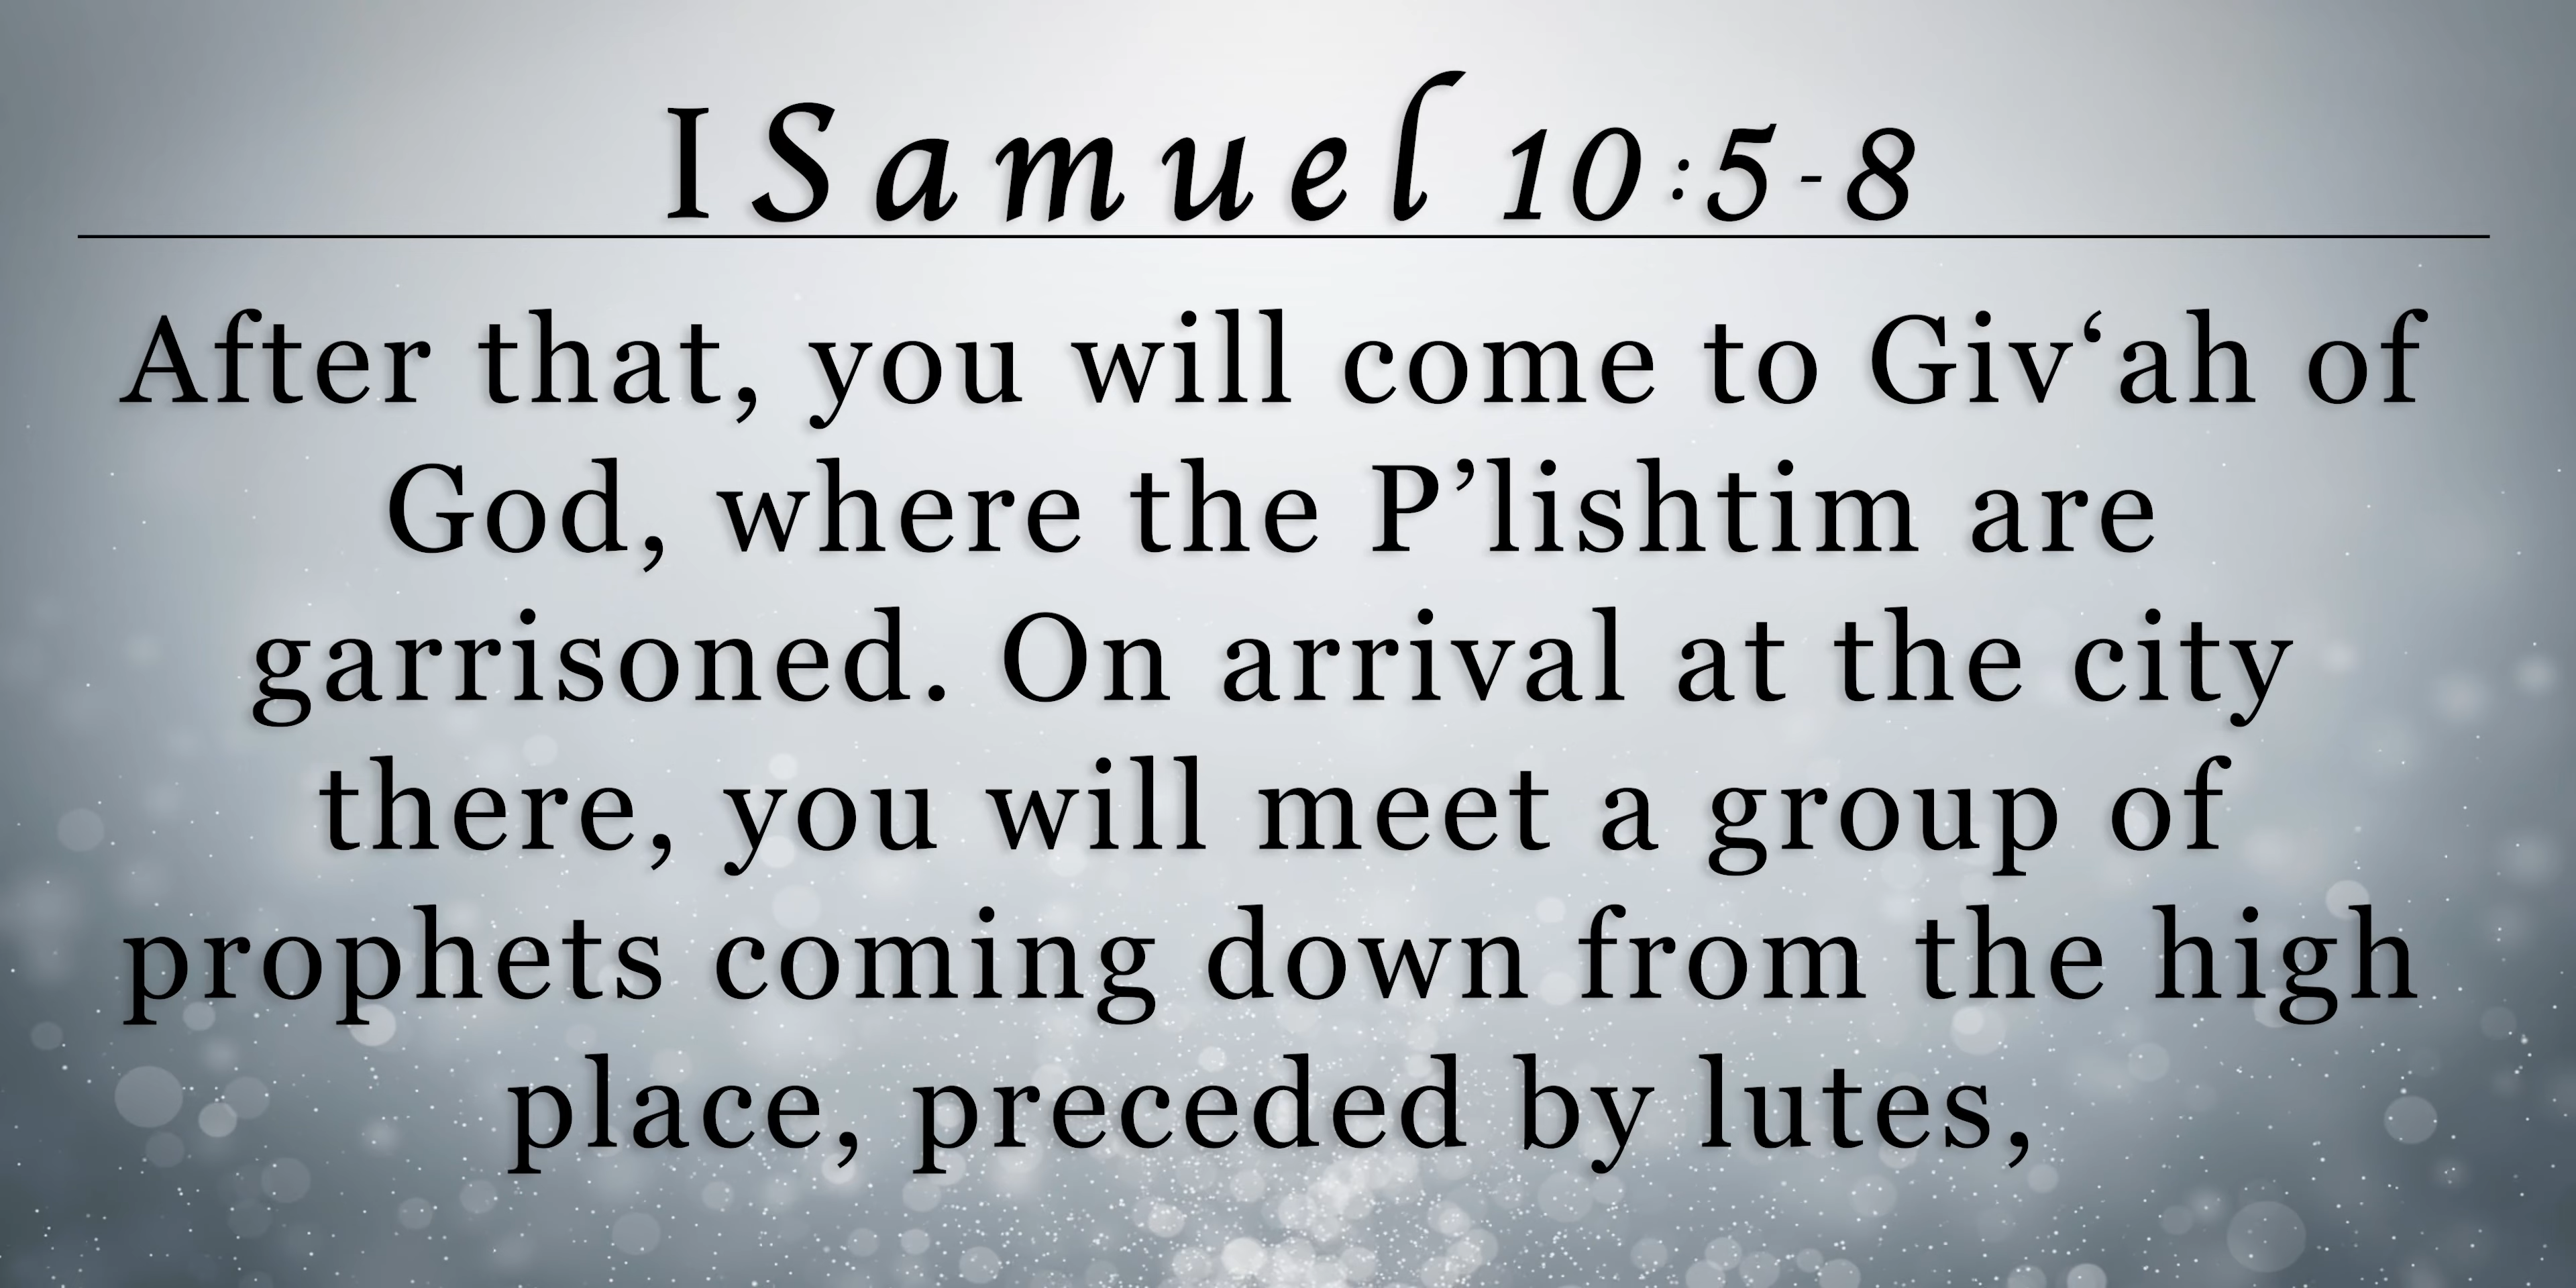 I Samuel 10:5-8
After that, you will come to Giv‘ah of
God, where the P’lishtim are
garrisoned. On arrival at the city
there, you will meet a group of
prophets coming down from the high
place, preceded by lutes,